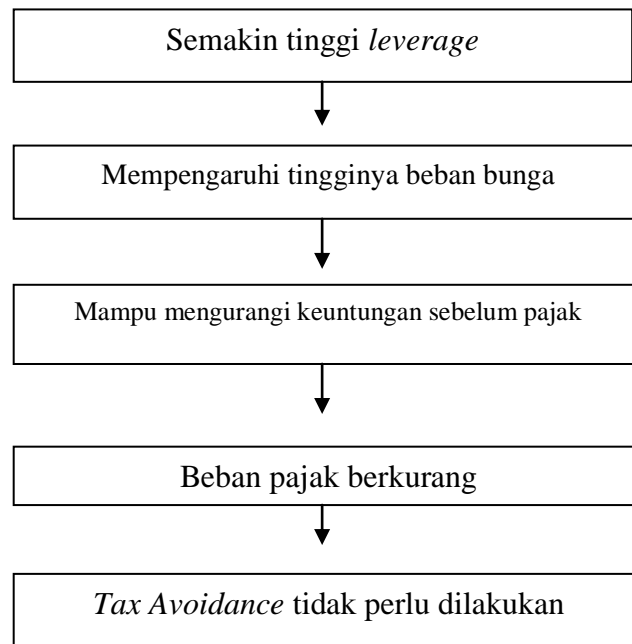 Semakin tinggi leverage
Mempengaruhi tingginya beban bunga
Mampu mengurangi keuntungan sebelum pajak
Beban pajak berkurang
Tax Avoidance tidak perlu dilakukan